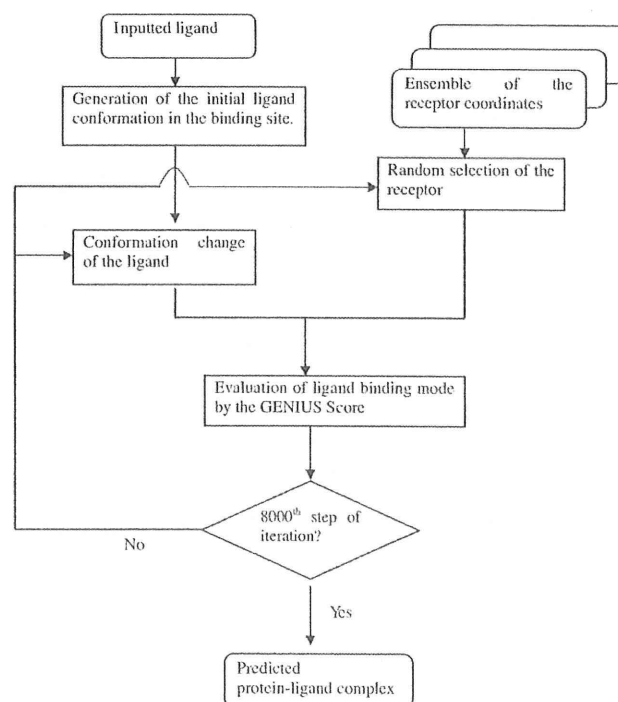 Inputted ligand
Generation of the initial ligand
conformation in the binding site.
Ensemble of the
receptor coordinates
Random selection of the
receptor
Conformation change
of the ligand
Evaluation of ligand binding mode
by the GENIUS Score
8000th step of
iteration?
No
Yes
Predicted
protein-ligand complex